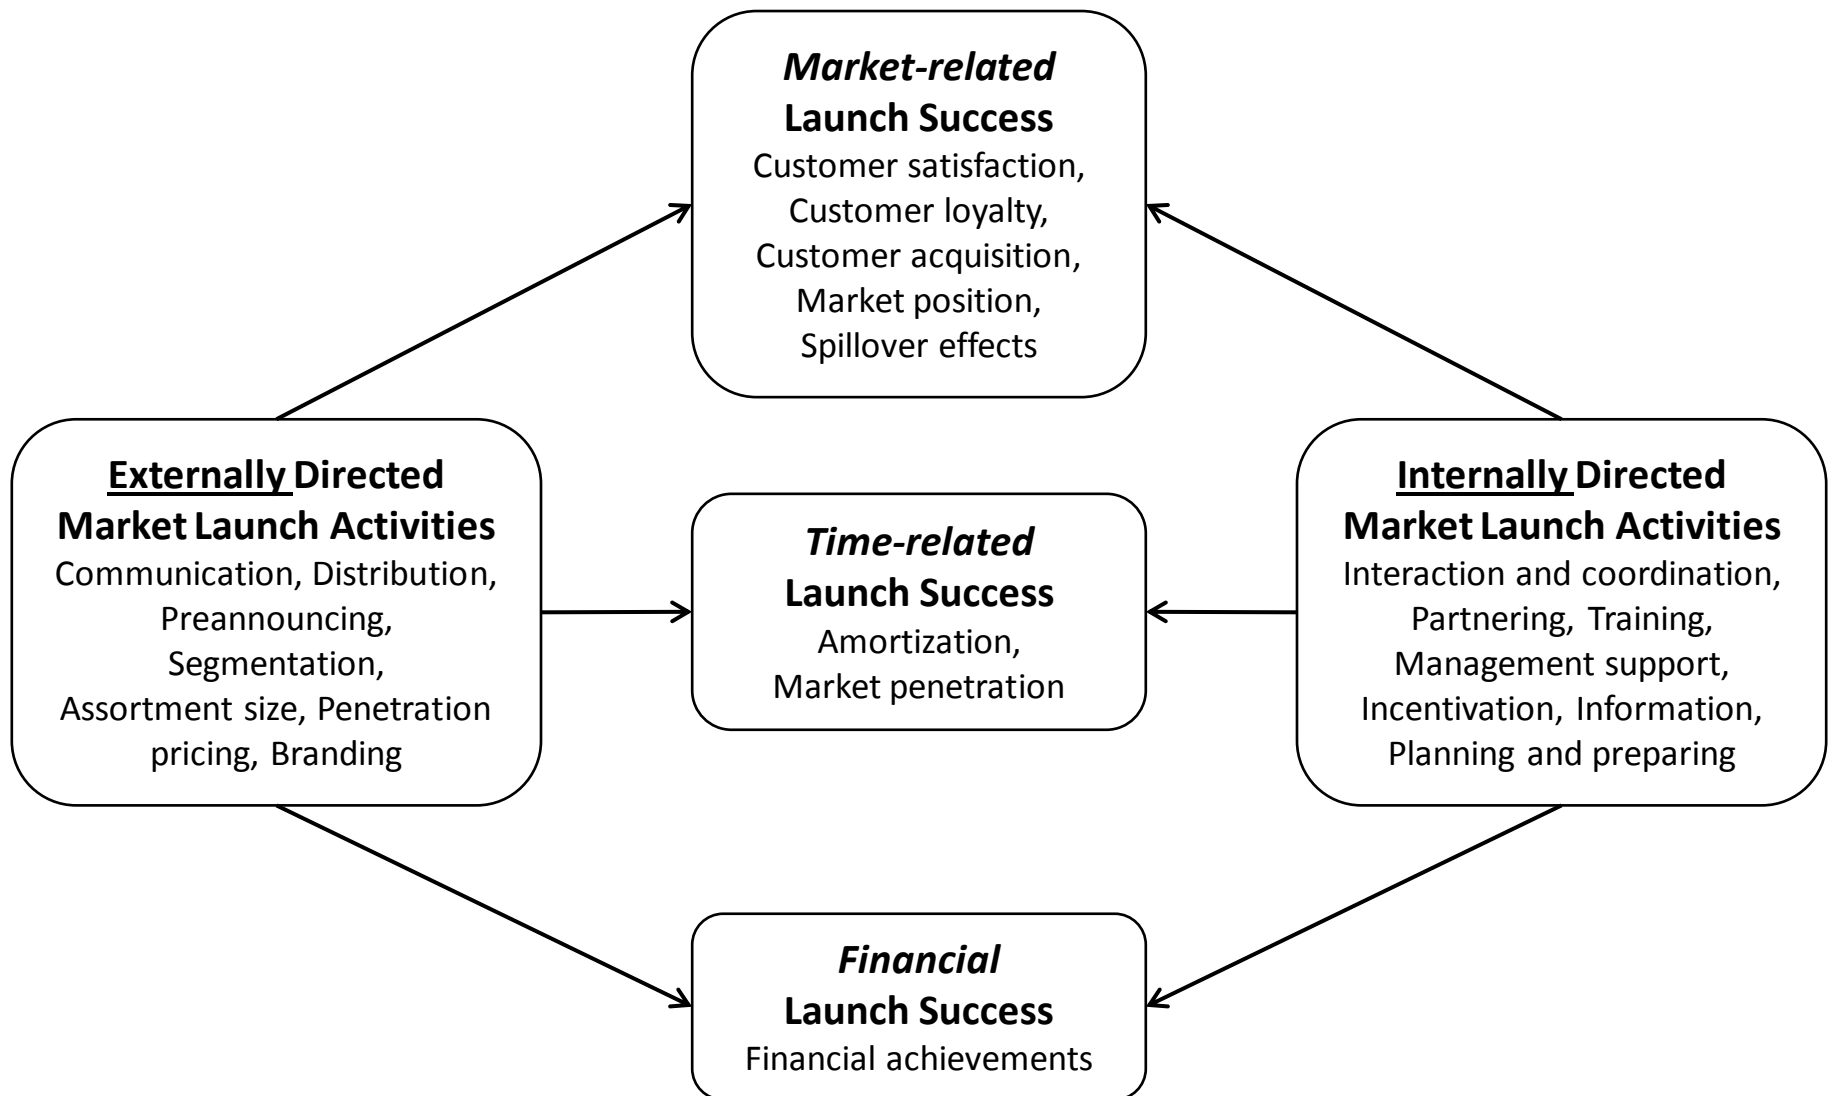 Market-related
Launch Success
Customer satisfaction,
Customer loyalty,
Customer acquisition,
Market position,
Spillover effects
Externally Directed
Market Launch Activities
Communication, Distribution,
Preannouncing,
Segmentation,
Assortment size, Penetration
pricing, Branding
Time-related
Launch Success
Amortization,
Market penetration
Internally Directed
Market Launch Activities
Interaction and coordination,
Partnering, Training,
Management support,
Incentivation, Information,
Planning and preparing
Financial
Launch Success
Financial achievements